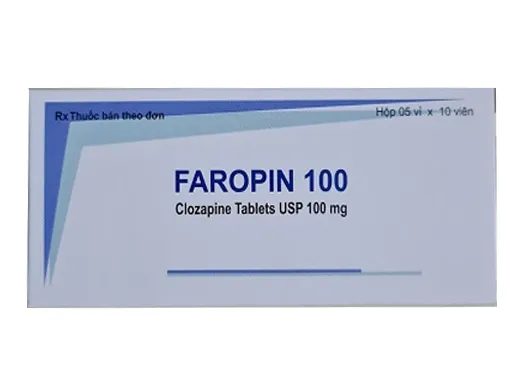 Rx Thuốc bán theo đơn
Hộp 05 vỉ x 10 viên
FAROPIN 100
Clozapine Tablets USP 100 mg